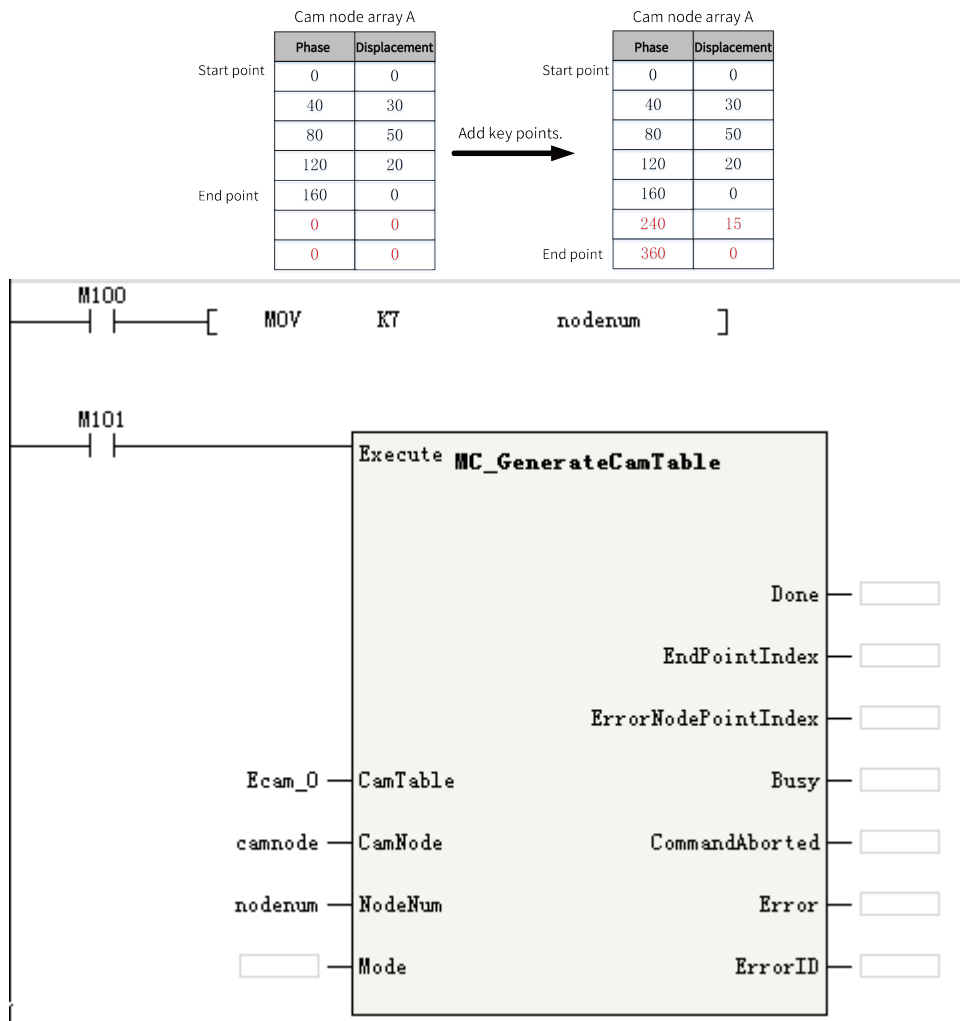 Cam node array A
Cam node array A
Phase Displacement
Phase Displacement
Start point 0 0
Start point 0 0
40 30
40 30
80 50
Add key points.
80 50
120 20
120 20
End point 160 0
160 0
0 0
240 15
0 0
End point 360 0
M100
MOV K7 nodenum
M101
Execute MC_GenerateCamTable
Done
EndPointIndex
ErrorNodePointIndex
Ecam_0 CamTable Busy
camnode CamNode CommandAborted
nodenum NodeNum Error
Mode ErrorID